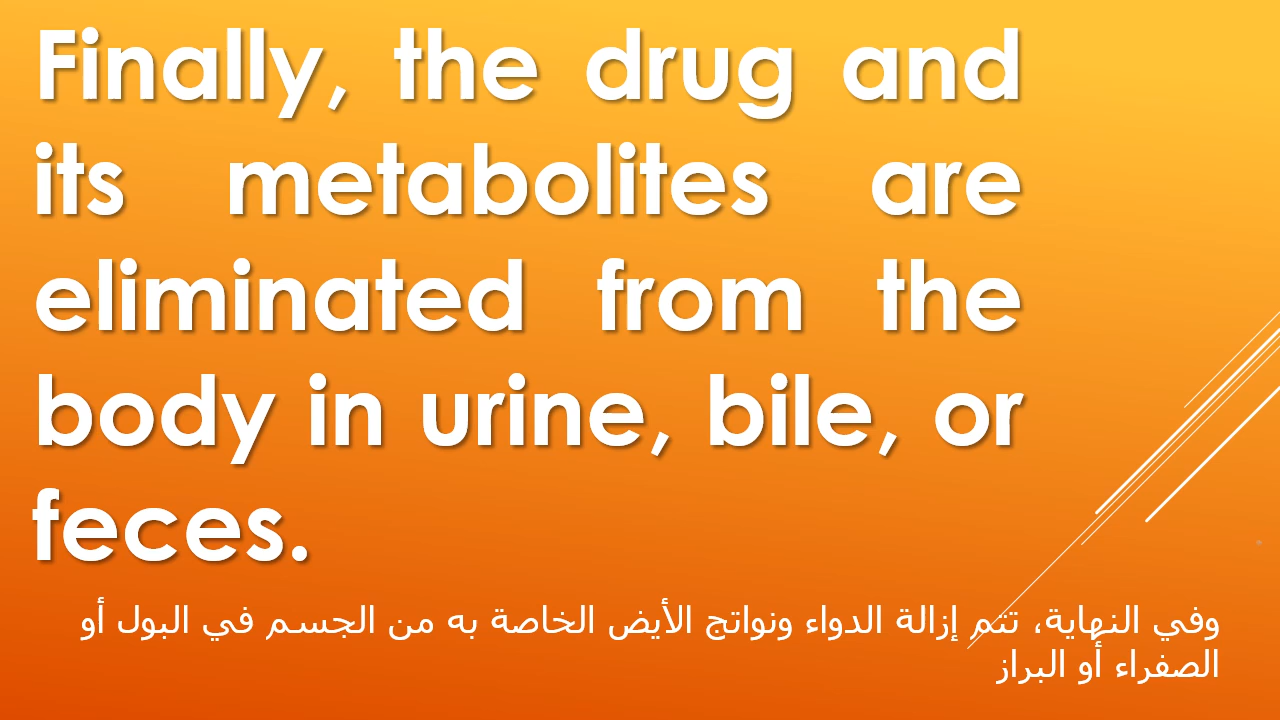 Finally, the drug and
its metabolites are
eliminated from the
body in urine, bile, or
feces.
وفي النهاية، تتم إزالة الدواء ونواتج الأيض الخاصة به من الجسم في البول أو
الصفراء أو البراز